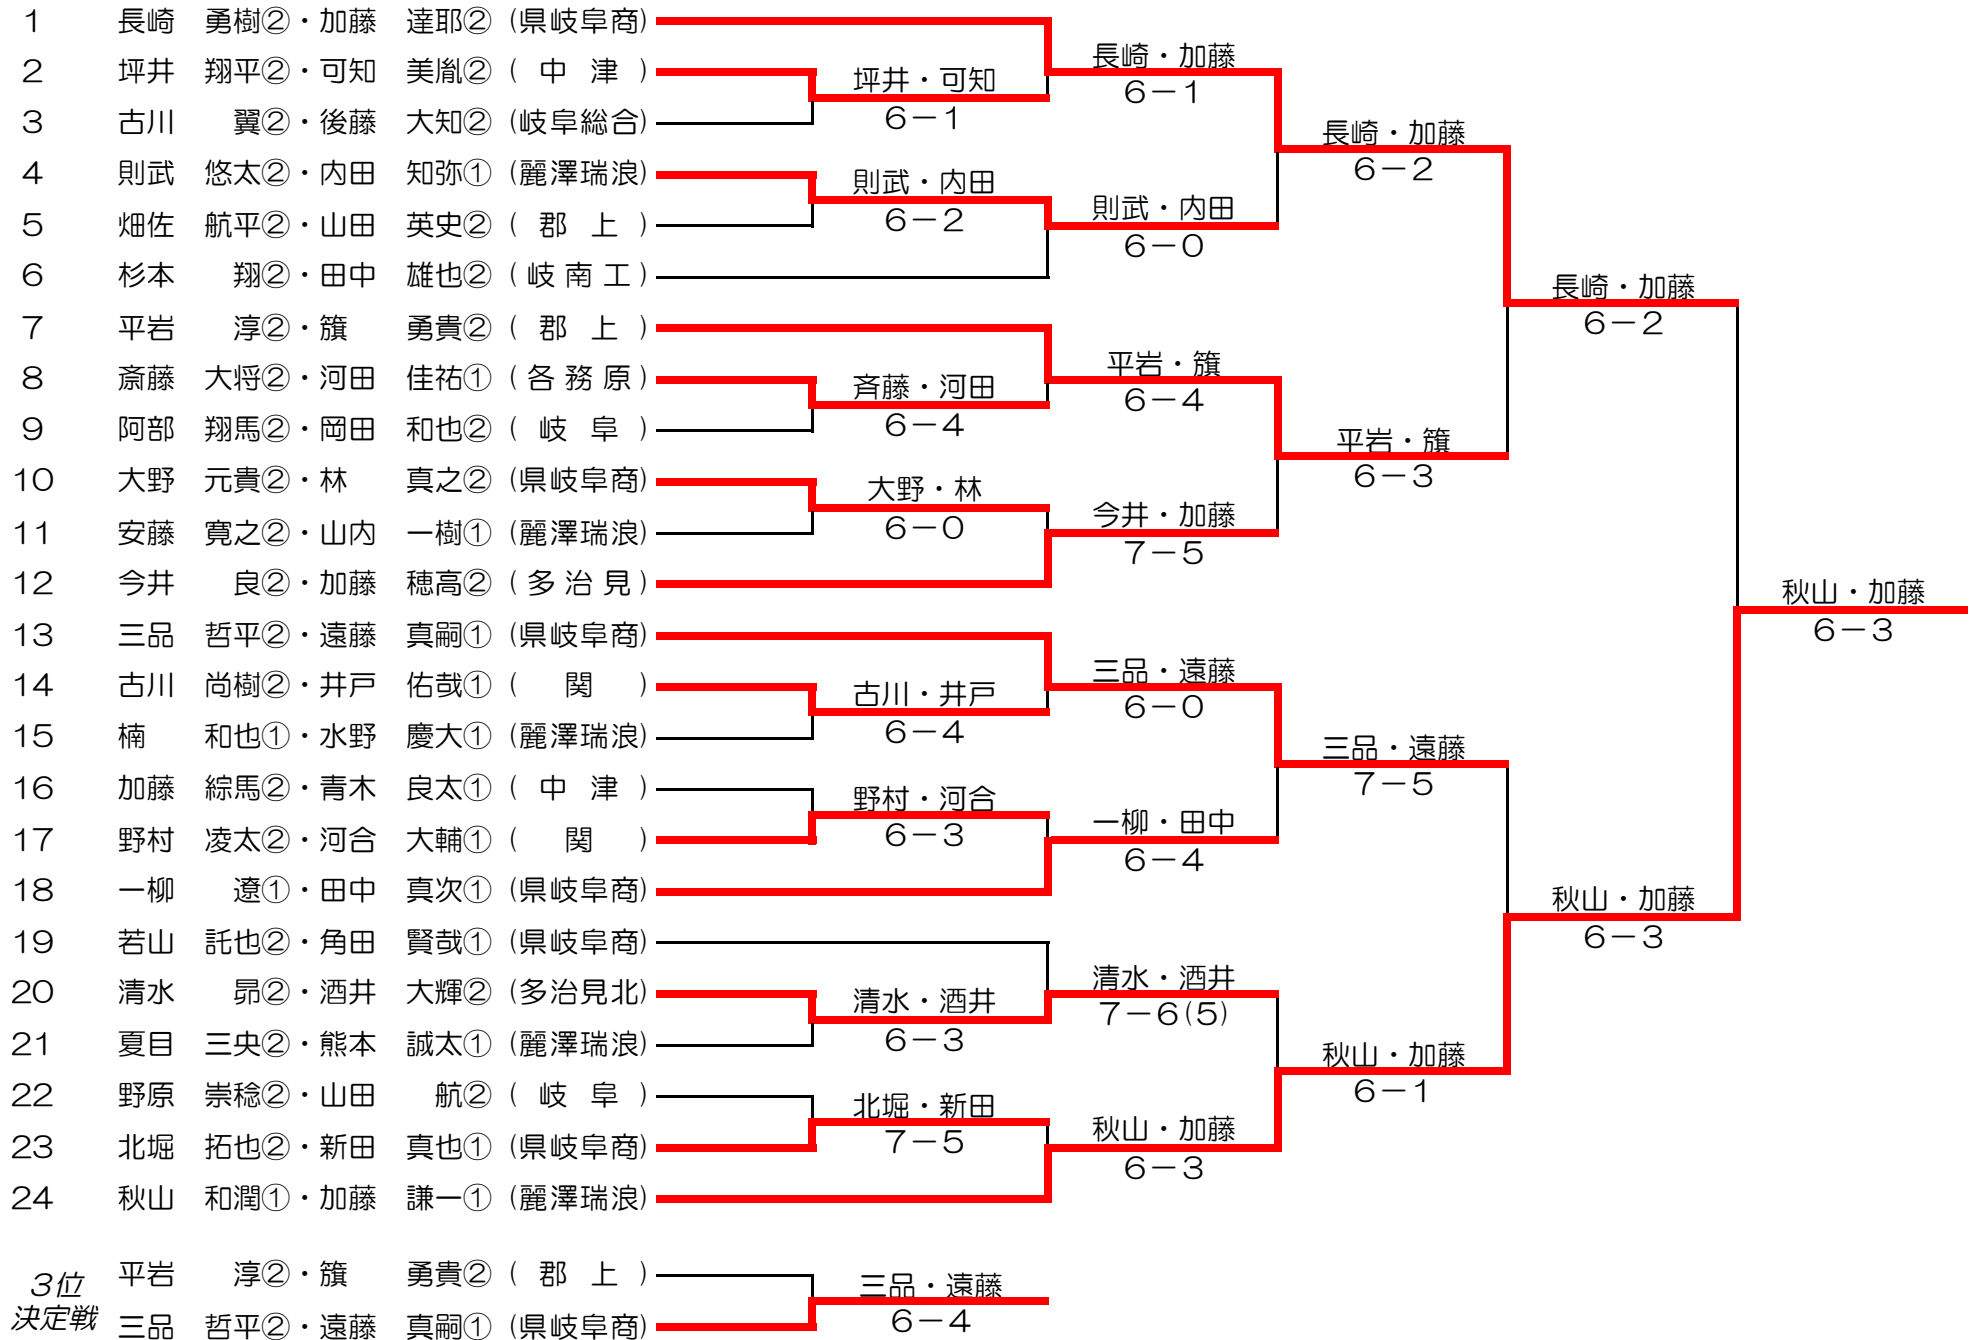 1 長崎 勇樹②・加藤 達耶② (県岐阜商)
2 坪井 翔平②・可知 美胤② ( 中 津 )
3 古川 翼②・後藤 大知② (岐阜総合)
4 則武 悠太②・内田 知弥① (麗澤瑞浪)
5 畑佐 航平②・山田 英史② ( 郡 上 )
6 杉本 翔②・田中 雄也② ( 岐 南 工 )
7 平岩 淳②・籏 勇貴② ( 郡 上 )
8 斎藤 大将②・河田 佳祐① ( 各 務 原 )
9 阿部 翔馬②・岡田 和也② ( 岐 阜 )
10 大野 元貴②・林 真之② (県岐阜商)
11 安藤 寛之②・山内 一樹① (麗澤瑞浪)
12 今井 良②・加藤 穂高② ( 多 治 見 )
13 三品 哲平②・遠藤 真嗣① (県岐阜商)
14 古川 尚樹②・井戸 佑哉① ( 関 )
15 楠 和也①・水野 慶大① (麗澤瑞浪)
16 加藤 綜馬②・青木 良太① ( 中 津 )
17 野村 凌太②・河合 大輔① ( 関 )
18 一柳 遼①・田中 真次① (県岐阜商)
19 若山 託也②・角田 賢哉① (県岐阜商)
20 清水 昴②・酒井 大輝② (多治見北)
21 夏目 三央②・熊本 誠太① (麗澤瑞浪)
22 野原 崇稔②・山田 航② ( 岐 阜 )
23 北堀 拓也②・新田 真也① (県岐阜商)
24 秋山 和潤①・加藤 謙一① (麗澤瑞浪)
坪井・可知
6-1
則武・内田
6-2
斉藤・河田
6-4
大野・林
6-0
古川・井戸
6-4
野村・河合
6-3
清水・酒井
6-3
北堀・新田
7-5
長崎・加藤
6-1
則武・内田
6-0
平岩・籏
6-4
今井・加藤
7-5
三品・遠藤
6-0
一柳・田中
6-4
清水・酒井
7-6(5)
秋山・加藤
6-3
長崎・加藤
6-2
平岩・籏
6-3
三品・遠藤
7-5
秋山・加藤
6-1
長崎・加藤
6-2
秋山・加藤
6-3
秋山・加藤
6-3
3位
決定戦
平岩 淳②・籏 勇貴② ( 郡 上 )
三品 哲平②・遠藤 真嗣① (県岐阜商)
三品・遠藤
6-4